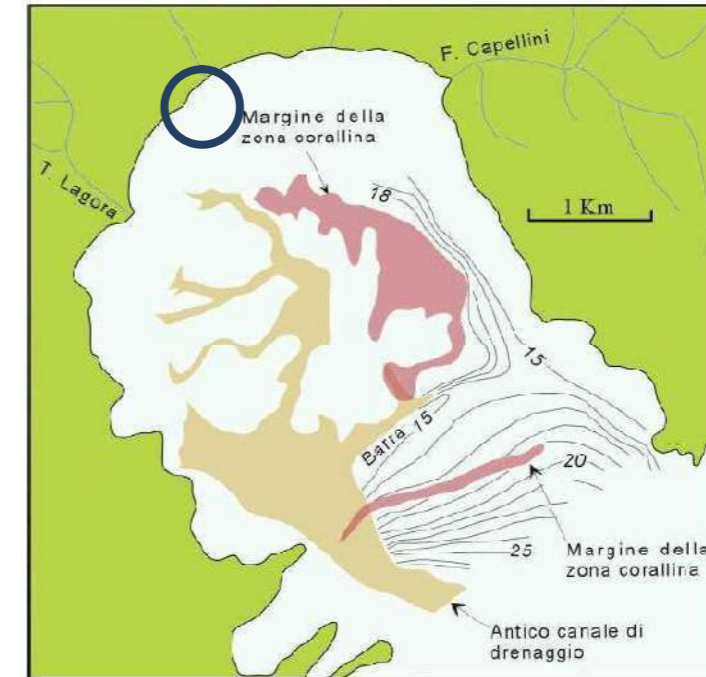 F. Capellini
Margine della
zona corallina
T. Lagora
18
1 Km
15
Barra 15
20
25
Margine della
zona corallina
Antico canale di
drenaggio